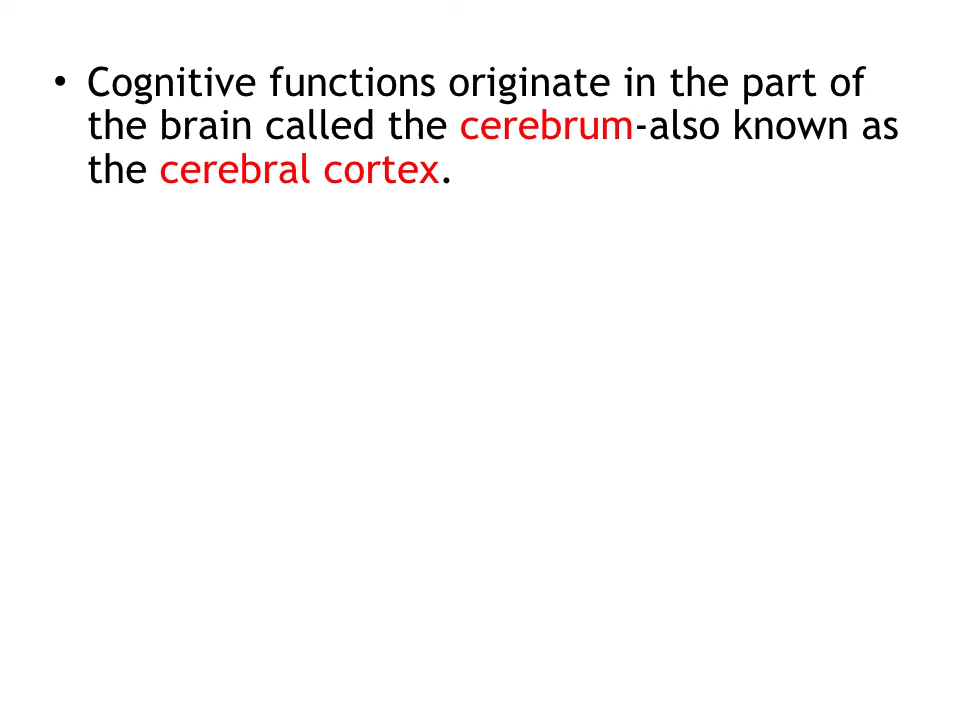 • Cognitive functions originate in the part of
the brain called the cerebrum-also known as
the cerebral cortex.